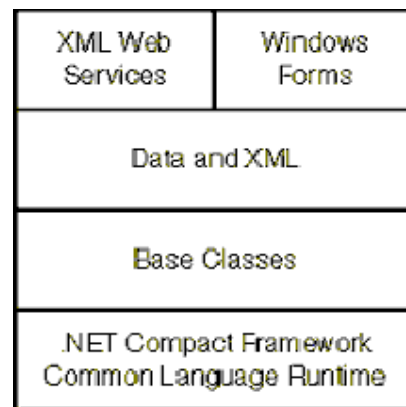 XML Web
Services
Windows
Forms
Data and XML
Base Classes
.NET Compact Framework
Common Language Runtime